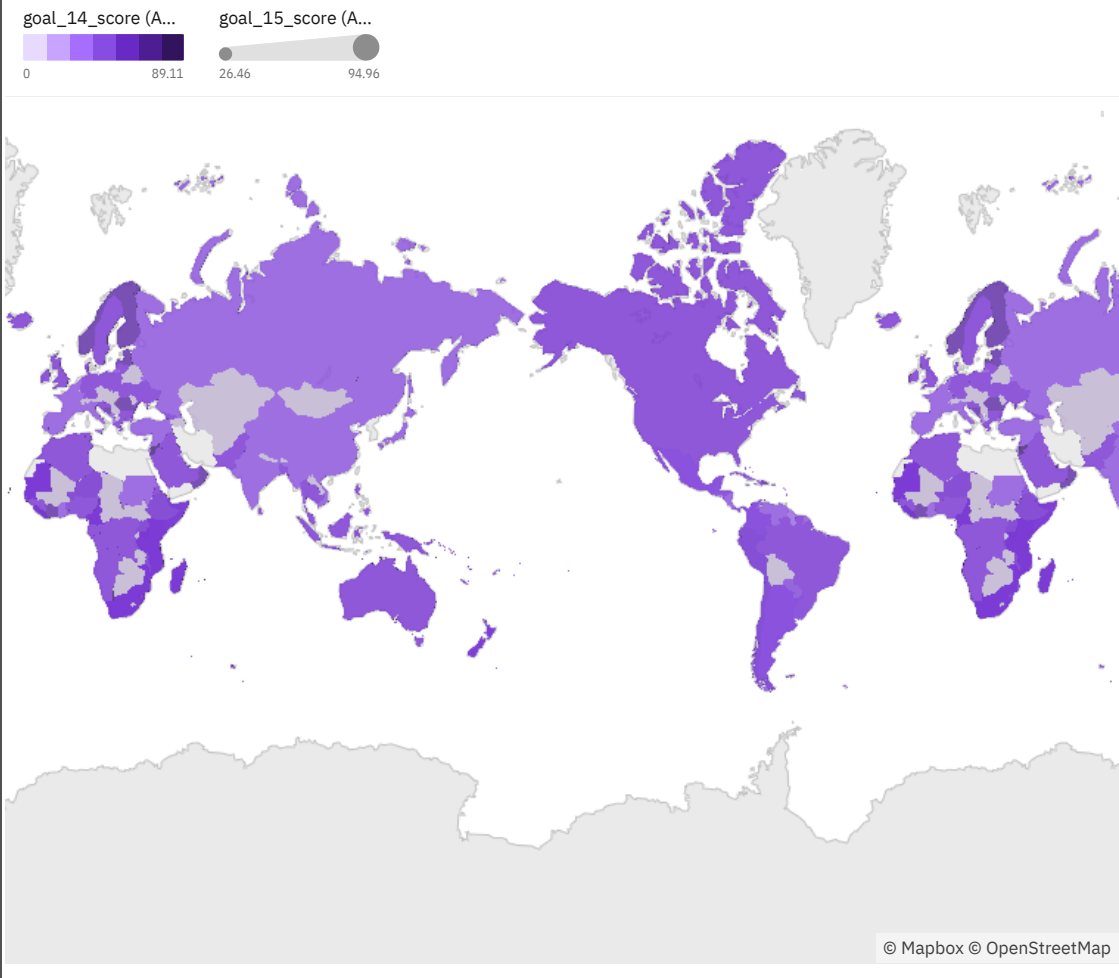 goal_14_score (A...
goal_15_score (A...
0
89.11
26.46
94.96
© Mapbox © OpenStreetMap